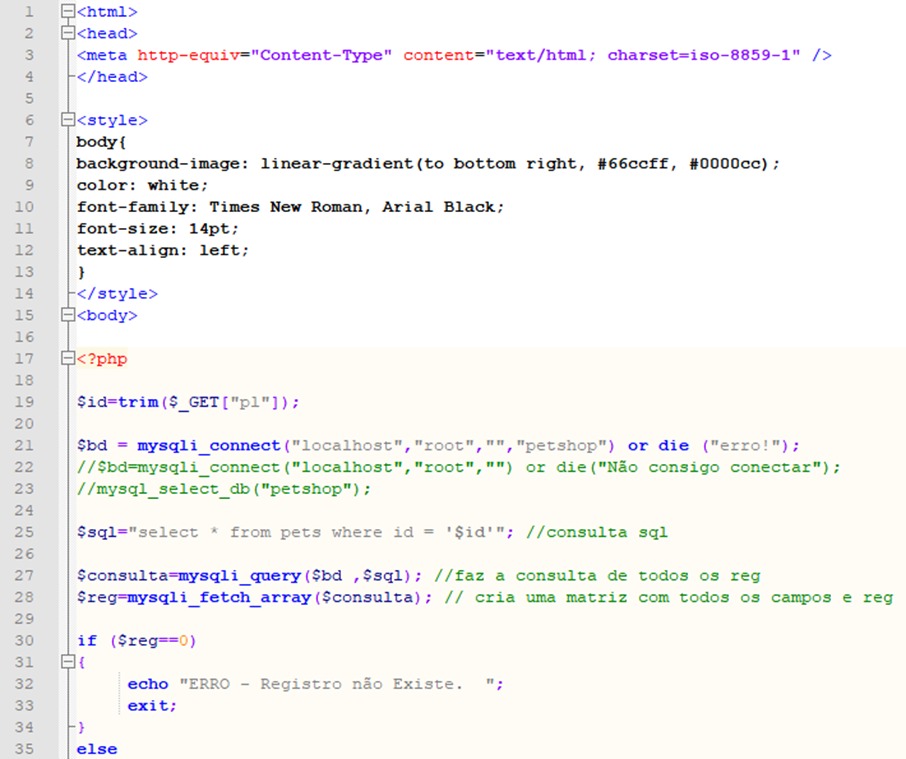 1 <html>
2 <head>
3 <meta http-equiv="Content-Type" content="text/html; charset=iso-8859-1" />
4 </head>
5
6 <style>
7 body{
8 background-image: linear-gradient(to bottom right, #66ccff, #0000cc);
9 color: white;
10 font-family: Times New Roman, Arial Black;
11 font-size: 14pt;
12 text-align: left;
13 }
14 </style>
15 <body>
16
17 <?php
18
19 $id=trim($_GET["pl"]);
20
21 $bd = mysqli_connect("localhost","root","","petshop") or die ("erro!");
22 //$bd=mysqli_connect("localhost","root","") or die("Não consigo conectar");
23 //mysql_select_db("petshop");
24
25 $sql="select * from pets where id = '$id'"; //consulta sql
26
27 $consulta=mysqli_query($bd ,$sql); //faz a consulta de todos os reg
28 $reg=mysqli_fetch_array($consulta); // cria uma matriz com todos os campos e reg
29
30 if ($reg==0)
31 {
32 echo "ERRO - Registro não Existe.  ";
33 exit;
34 }
35 else